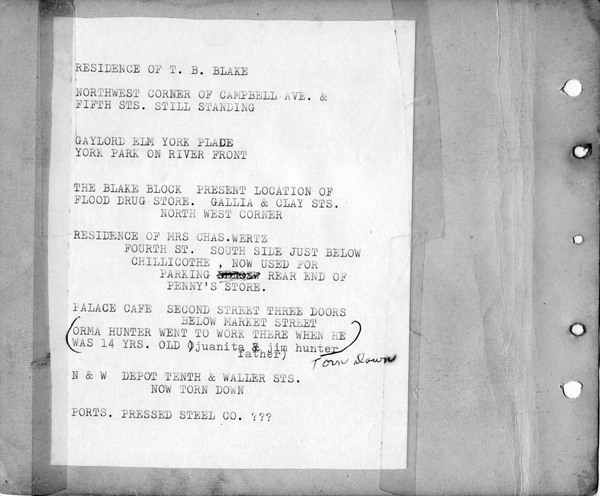 RESIDENCE OF T. B. BLAKE
NORTHWEST CORNER OF CAMPBELL AVE. &
FIFTH STS. STILL STANDING
GAYLORD ELM YORK PLADE
YORK PARK ON RIVER FRONT
THE BLAKE BLOCK PRESENT LOCATION OF
FLOOD DRUG STORE. GALLIA & CLAY STS.
NORTH WEST CORNER
RESIDENCE OF MRS CHAS.WERTZ
FOURTH ST. SOUTH SIDE JUST BELOW
CHILLICOTHE , NOW USED FOR
PARKING REAR END OF
PENNY'S STORE.
PALACE CAFE SECOND STREET THREE DOORS
BELOW MARKET STREET
(ORMA HUNTER WENT TO WORK THERE WHEN HE
WAS 14 YRS. OLD (juanita & jim hunter
father)
Torn Down
N & W DEPOT TENTH & WALLER STS.
NOW TORN DOWN
PORTS. PRESSED STEEL CO. ???